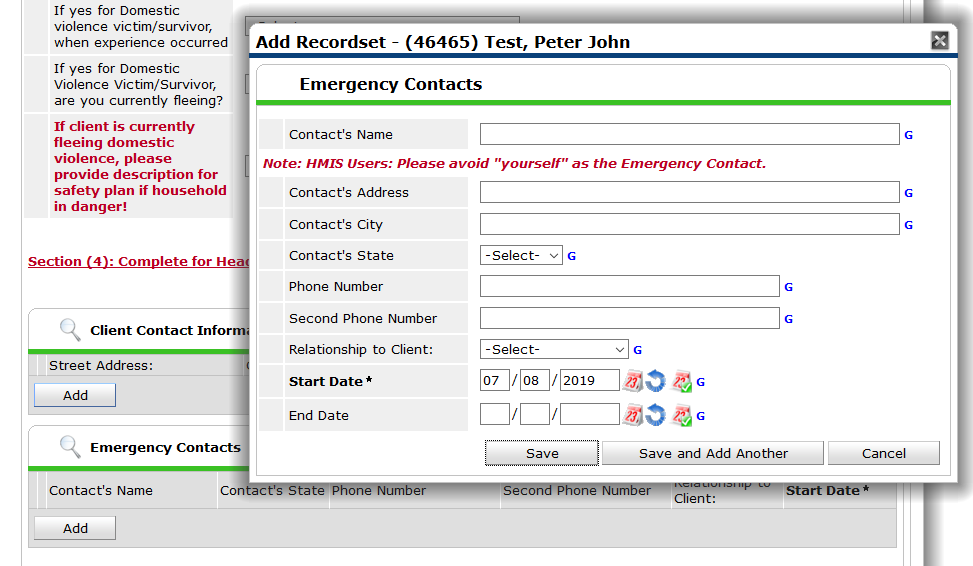 If yes for Domestic
violence victim/survivor,
when experience occurred
If yes for Domestic
Violence Victim/Survivor,
are you currently fleeing?
If client is currently
fleeing domestic
violence, please
provide description for
safety plan if household
in danger!
Section (4): Complete for Head
Client Contact Informa
Street Address:
Add
Emergency Contacts
Contact's Name Contact's State Phone Number Second Phone Number Relationship to
Client: Start Date*
Add
Add Recordset - (46465) Test, Peter John
Emergency Contacts
Contact's Name G
Note: HMIS Users: Please avoid "yourself" as the Emergency Contact.
Contact's Address G
Contact's City G
Contact's State -Select- G
Phone Number G
Second Phone Number G
Relationship to Client: -Select- G
Start Date* 07 / 08 / 2019 23 23 G
End Date / / 23 23 G
Save Save and Add Another Cancel